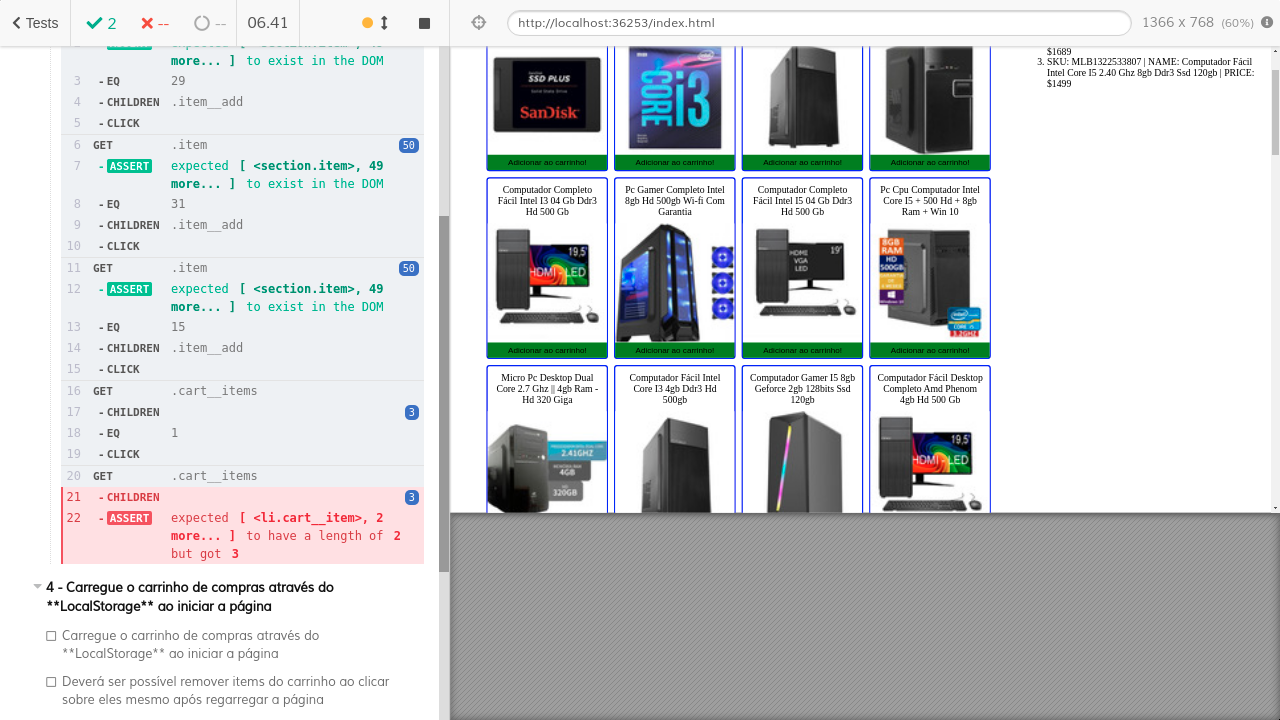 Tests
2
--
--
06.41
http://localhost:36253/index.html
1366 x 768 (60%)
more... ] to exist in the DOM
3 - EQ 29
4 - CHILDREN .item__add
5 - CLICK
6 GET .item 50
7 - ASSERT expected [ <section.item>, 49
more... ] to exist in the DOM
8 - EQ 31
9 - CHILDREN .item__add
10 - CLICK
11 GET .item 50
12 - ASSERT expected [ <section.item>, 49
more... ] to exist in the DOM
13 - EQ 15
14 - CHILDREN .item__add
15 - CLICK
16 GET .cart__items
17 - CHILDREN 3
18 - EQ 1
19 - CLICK
20 GET .cart__items
21 - CHILDREN 3
22 - ASSERT expected [ <li.cart__item>, 2
more... ] to have a length of 2
but got 3
4 - Carregue o carrinho de compras através do
**LocalStorage** ao iniciar a página
Carregue o carrinho de compras através do
**LocalStorage** ao iniciar a página
Deverá ser possível remover items do carrinho ao clicar
sobre eles mesmo após regarregar a página
SSD PLUS
SanDisk
CORE i3
Adicionar ao carrinho!
Adicionar ao carrinho!
Adicionar ao carrinho!
Adicionar ao carrinho!
Computador Completo
Fácil Intel I3 04 Gb Ddr3
Hd 500 Gb
19,5'
HDMI - LED
Adicionar ao carrinho!
Pc Gamer Completo Intel
8gb Hd 500gb Wi-fi Com
Garantia
Adicionar ao carrinho!
Computador Completo
Fácil Intel I5 04 Gb Ddr3
Hd 500 Gb
19"
HDMI
VGA
LED
Adicionar ao carrinho!
Pc Cpu Computador Intel
Core I5 + 500 Hd + 8gb
Ram + Win 10
8GB
RAM
HD
500GB
intel
CORE i5
3.2GHZ
Adicionar ao carrinho!
Micro Pc Desktop Dual
Core 2.7 Ghz || 4gb Ram -
Hd 320 Giga
2.41GHZ
4GB
320GB
Computador Fácil Intel
Core I3 4gb Ddr3 Hd
500gb
Computador Gamer I5 8gb
Geforce 2gb 128bits Ssd
120gb
Computador Fácil Desktop
Completo Amd Phenom
4gb Hd 500 Gb
19,5'
HDMI - LED
$1689
3. SKU: MLB1322533807 | NAME: Computador Fácil
Intel Core I5 2.40 Ghz 8gb Ddr3 Ssd 120gb | PRICE:
$1499